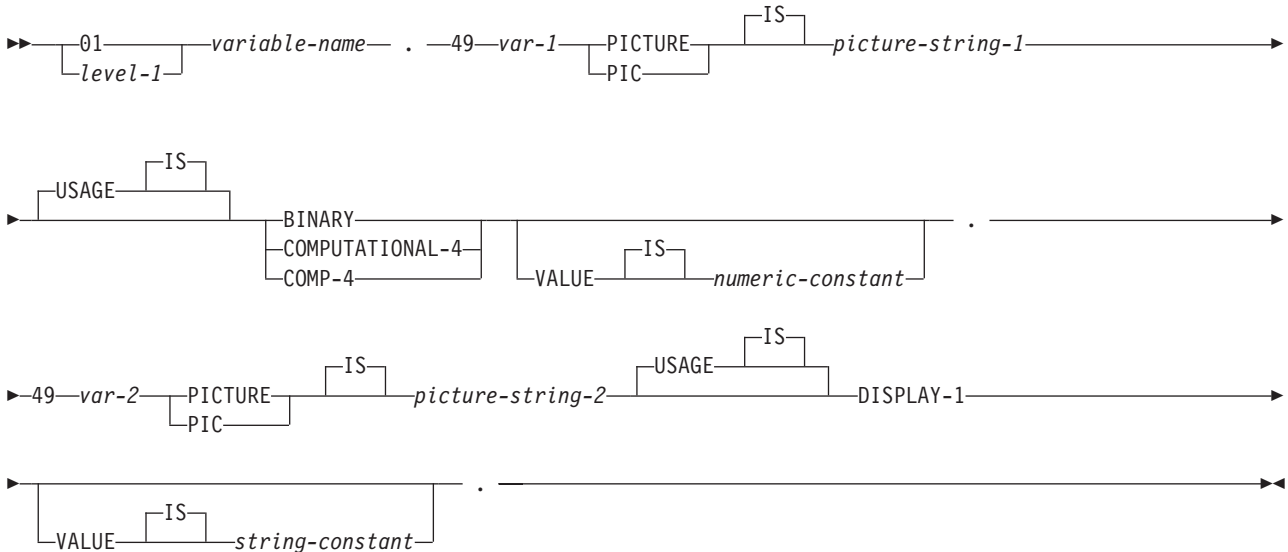 IS
01 variable-name . 49 var-1 PICTURE picture-string-1
level-1 PIC
IS
USAGE
BINARY .
COMPUTATIONAL-4 IS
COMP-4 VALUE numeric-constant
IS IS
USAGE
49 var-2 PICTURE IS picture-string-2 DISPLAY-1
PIC
.
IS
VALUE string-constant